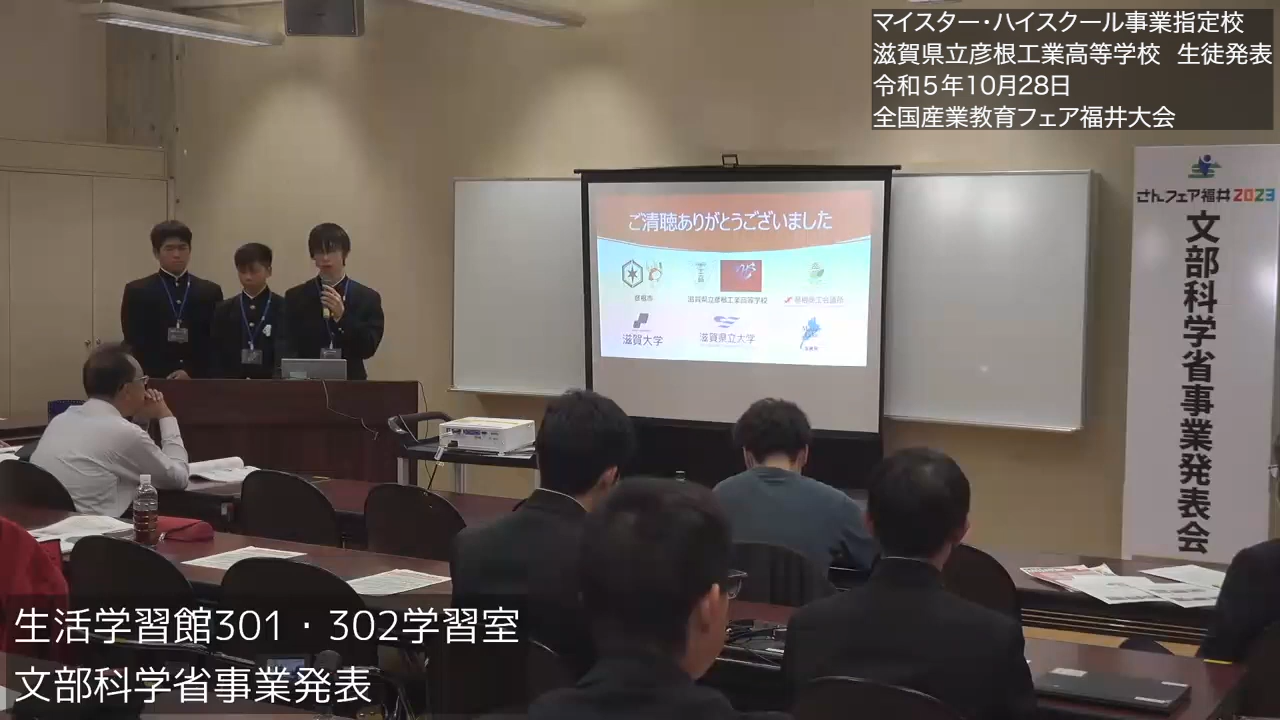 マイスター・ハイスクール事業指定校
滋賀県立彦根工業高等学校 生徒発表
令和5年10月28日
全国産業教育フェア福井大会
さんフェア福井2023
文部科学省事業発表会
ご清聴ありがとうございました
彦根市
滋賀県立彦根工業高等学校
彦根商工会議所
滋賀大学
滋賀県立大学
生活学習館301・302学習室
文部科学省事業発表